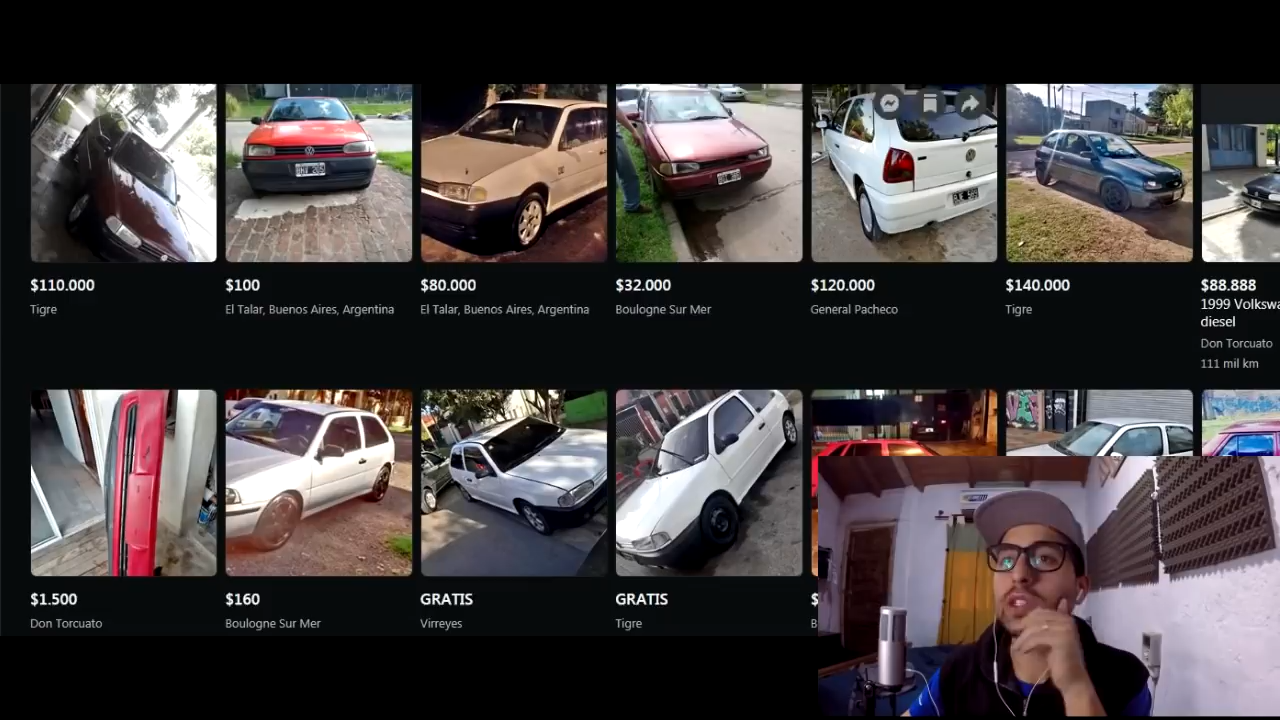 $110.000
Tigre
$100
El Talar, Buenos Aires, Argentina
$80.000
El Talar, Buenos Aires, Argentina
$32.000
Boulogne Sur Mer
$120.000
General Pacheco
$140.000
Tigre
$88.888
1999 Volksw
diesel
Don Torcuato
111 mil km
$1.500
Don Torcuato
$160
Boulogne Sur Mer
GRATIS
Virreyes
GRATIS
Tigre
$
B